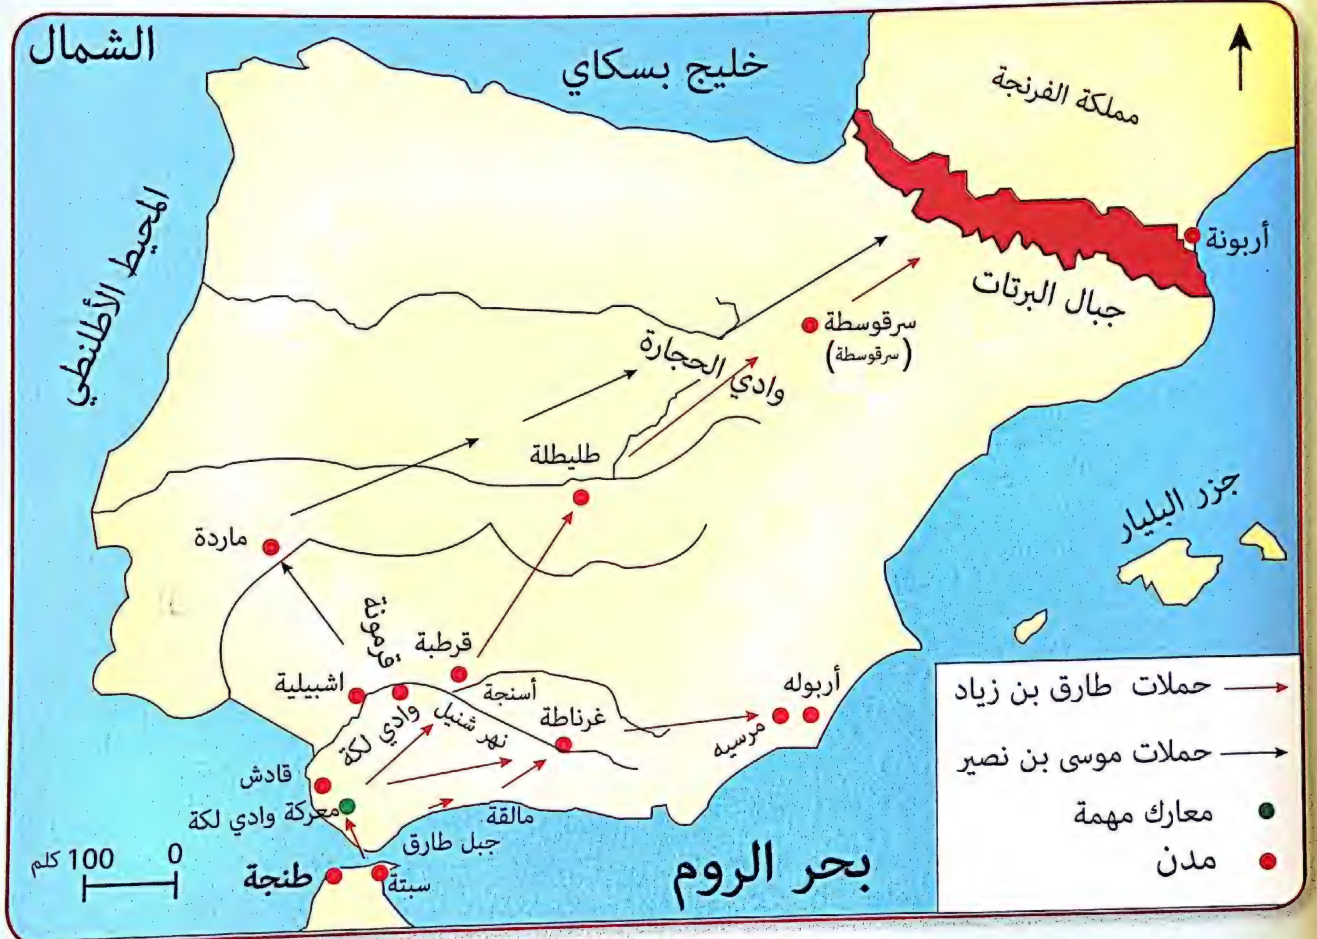 الشمال
خليج بسكاي
مملكة الفرنجة
المحيط الأطلنطي
أربونة
جبال البرتات
سرقوسطة
(سرقوسطة)
وادي الحجارة
طليطلة
جزر البليار
ماردة
قرمونة
قرطبة
اشبيلية
أسنجة
وادي لكة
نهر شنيل
غرناطة
أربوله
مرسيه
قادش
معركة وادي لكة
مالقة
جبل طارق
طنجة
سبتة
بحر الروم
0 100 كلم
حملات طارق بن زياد
حملات موسى بن نصير
معارك مهمة
مدن